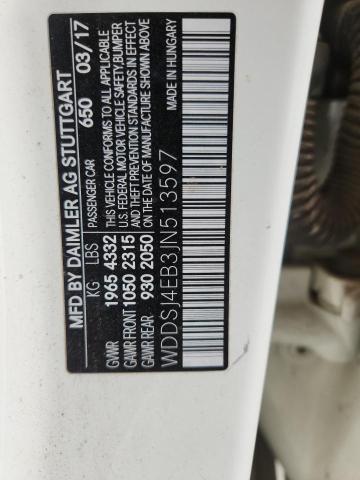 MFD BY DAIMLER AG STUTTGART
PASSENGER CAR 650 03/17
KG LBS
GVWR 1965 4332
GAWR FRONT 1050 2315
GAWR REAR. 930 2050
THIS VEHICLE CONFORMS TO ALL APPLICABLE
U.S. FEDERAL MOTOR VEHICLE SAFETY, BUMPER
AND THEFT PREVENTION STANDARDS IN EFFECT
ON THE DATE OF MANUFACTURE SHOWN ABOVE
WDDSJ4EB3JN513597
MADE IN HUNGARY